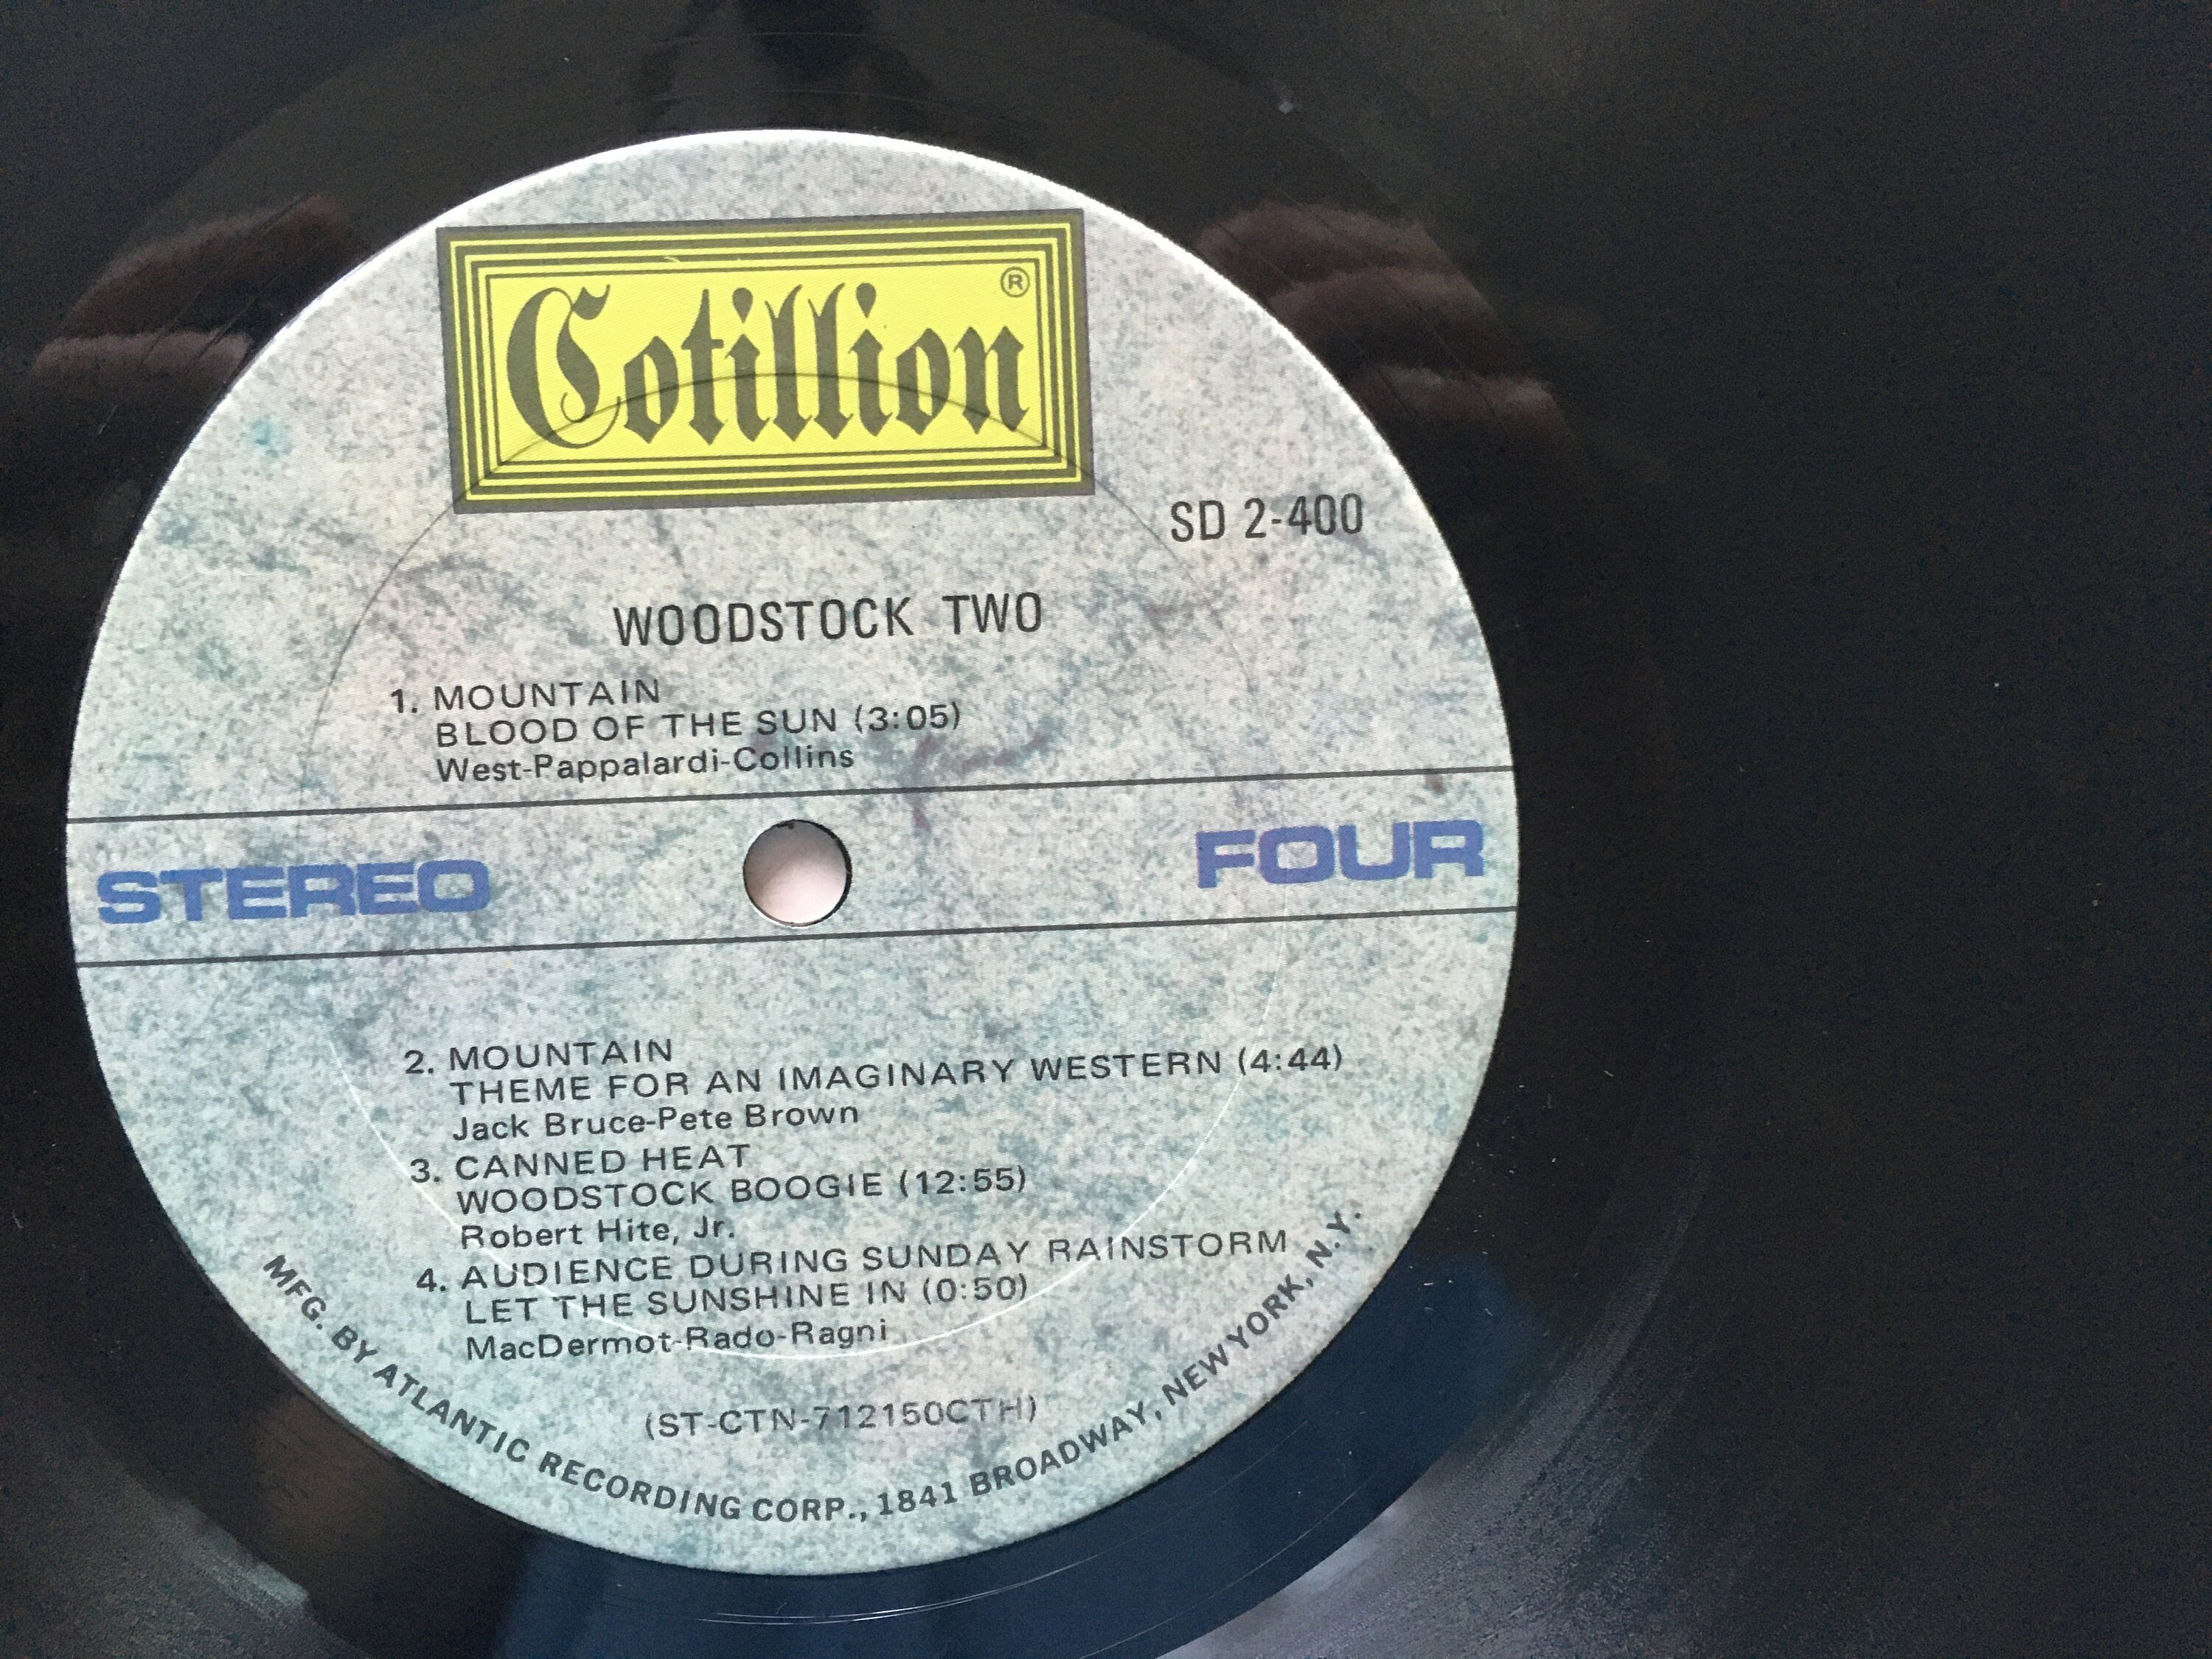 Cotillion ®
SD 2-400
WOODSTOCK TWO
1. MOUNTAIN
BLOOD OF THE SUN (3:05)
West-Pappalardi-Collins
STEREO
FOUR
2. MOUNTAIN
THEME FOR AN IMAGINARY WESTERN (4:44)
Jack Bruce-Pete Brown
3. CANNED HEAT
WOODSTOCK BOOGIE (12:55)
Robert Hite, Jr.
4. AUDIENCE DURING SUNDAY RAINSTORM
LET THE SUNSHINE IN (0:50)
MacDermot-Rado-Ragni
(ST-CTN-712150CTH)
MFG. BY ATLANTIC RECORDING CORP., 1841 BROADWAY, NEW YORK, N.Y.